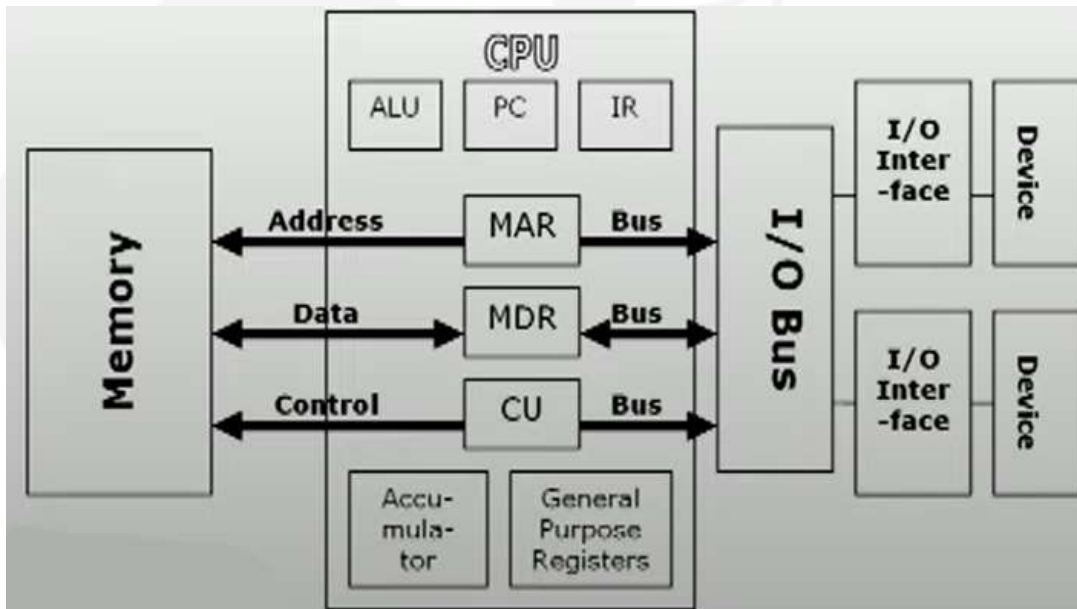 CPU
ALU
PC
IR
Memory
Address
MAR
Bus
Data
MDR
Bus
Control
CU
Bus
Accu-
mula-
tor
General
Purpose
Registers
I/O Bus
I/O
Inter
-face
Device
I/O
Inter
-face
Device